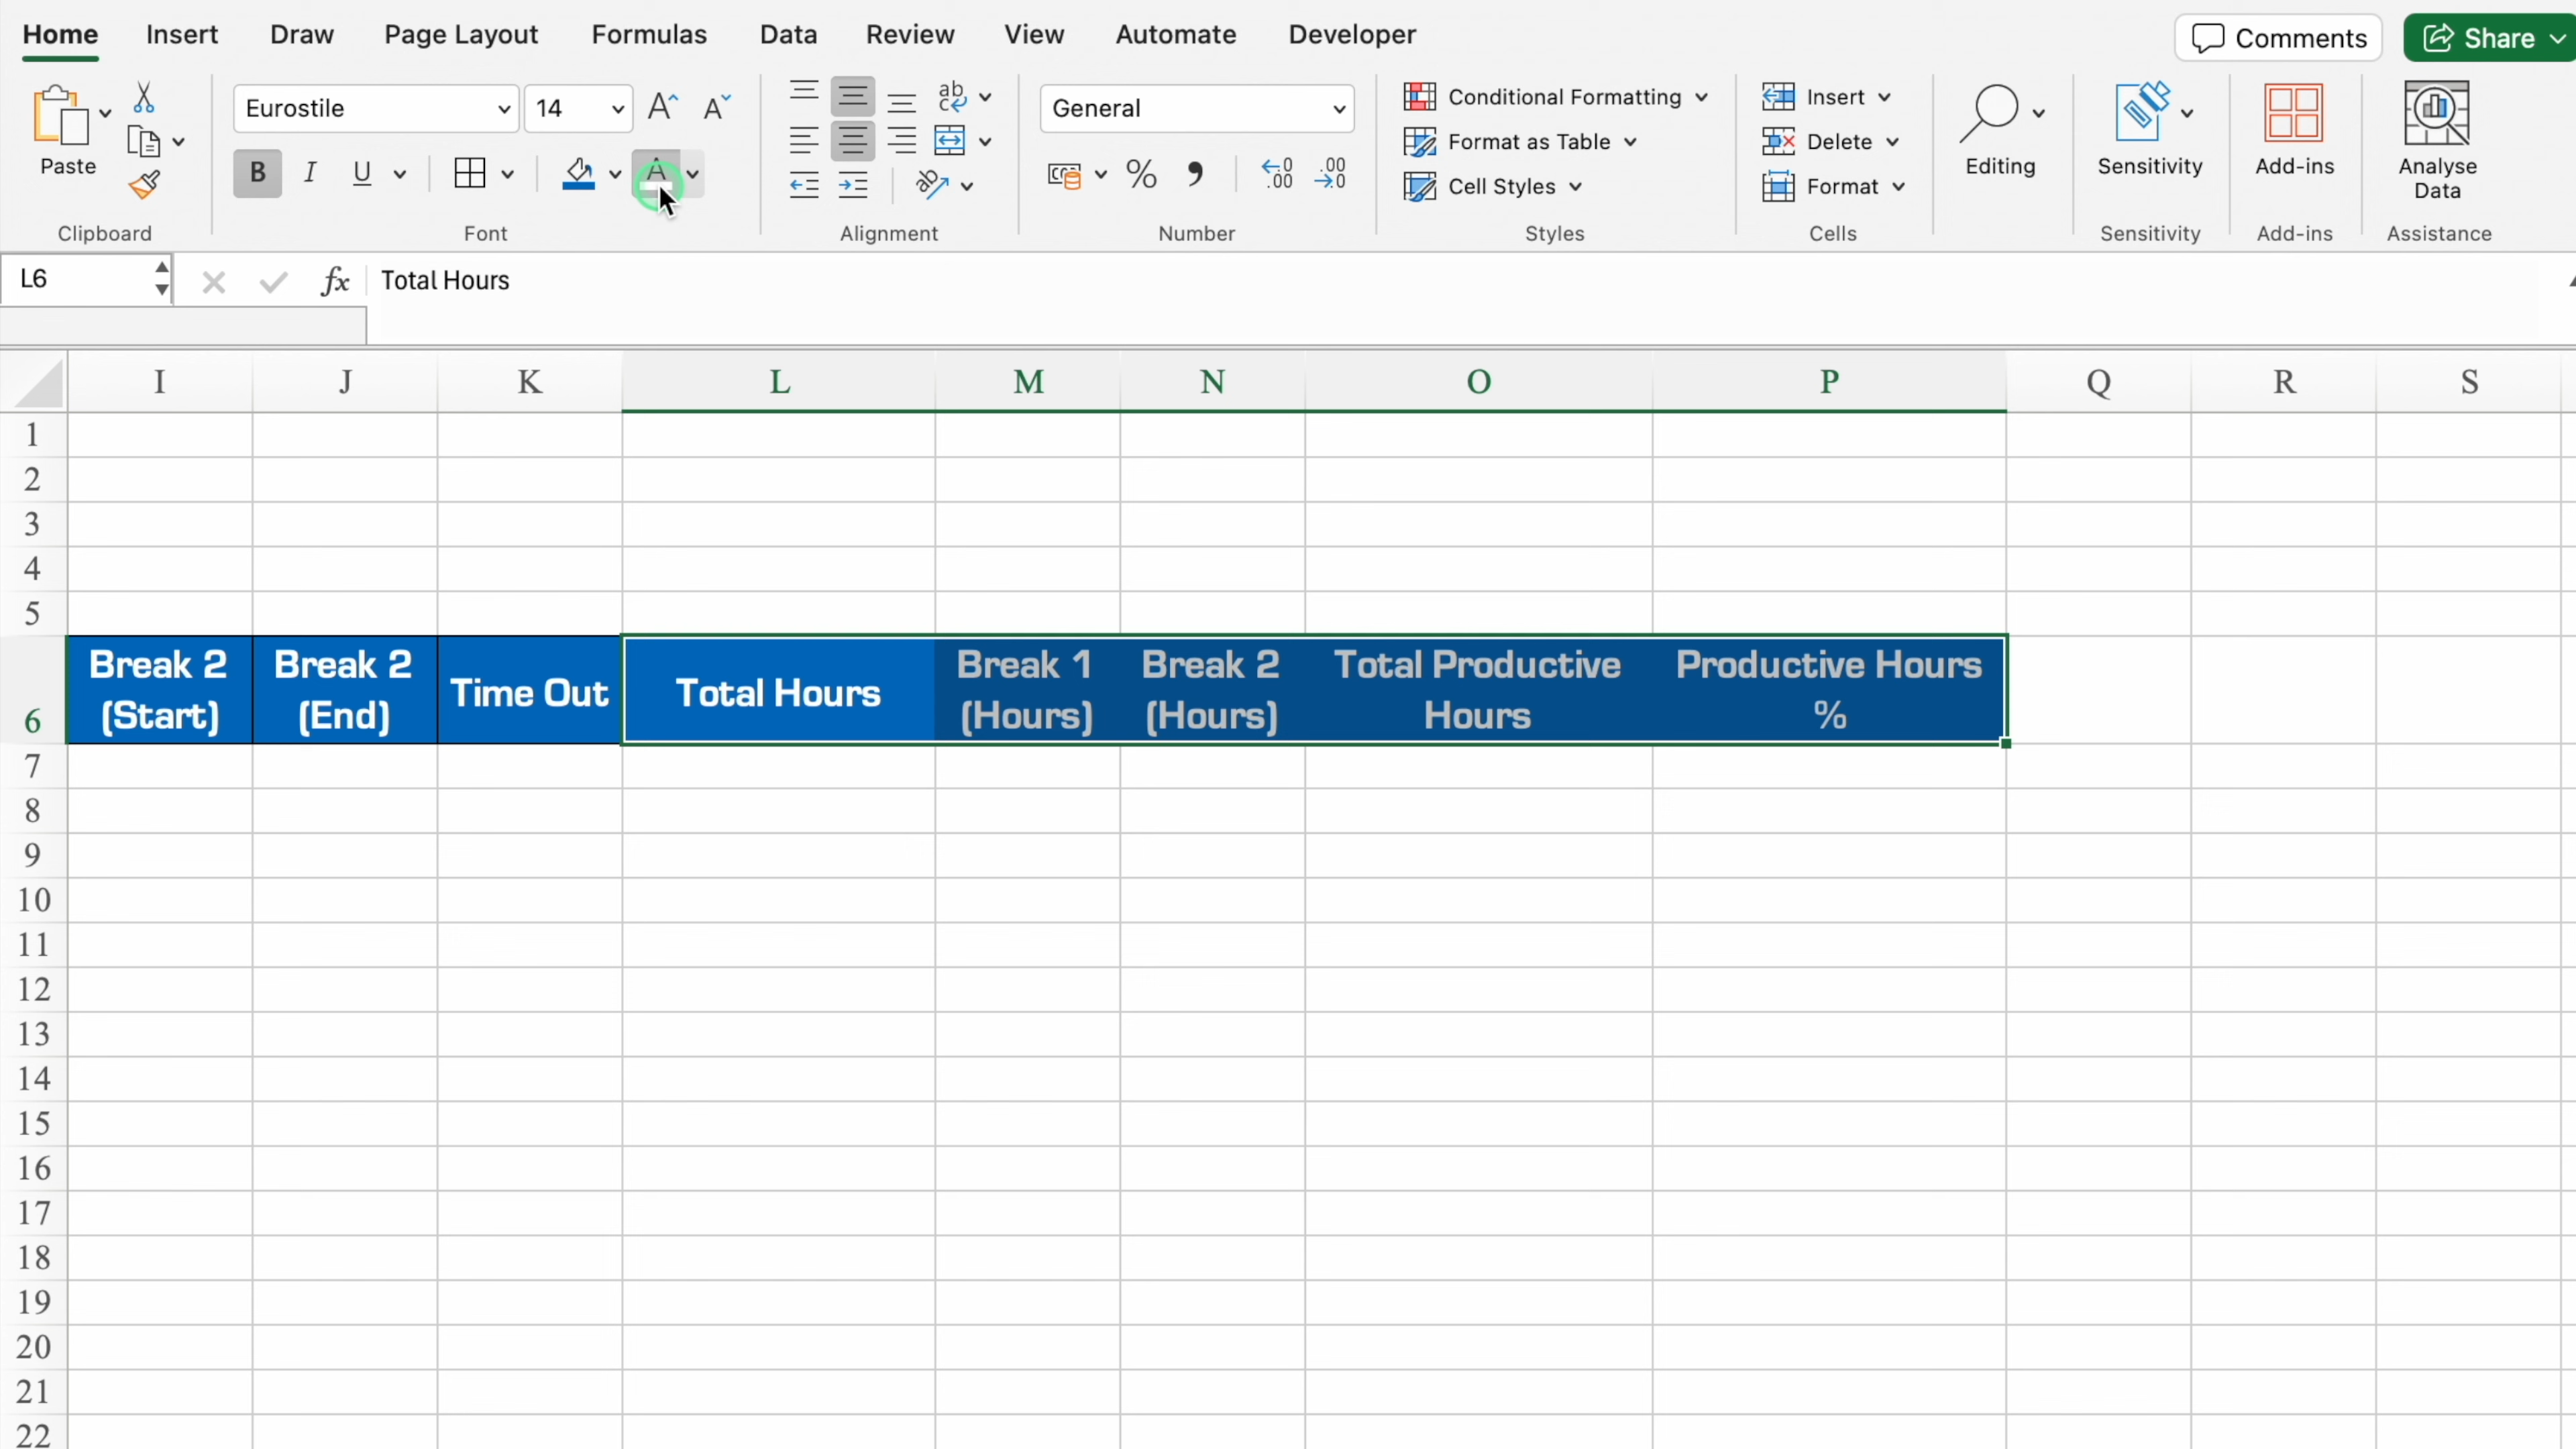 Home Insert Draw Page Layout Formulas Data Review View Automate Developer Comments Share
Paste
Eurostile 14
B I U
ab
c
General
% .00 .00
Conditional Formatting
Format as Table
Cell Styles
Insert
Delete
Format
Editing
Sensitivity
Add-ins
Analyse
Data
Clipboard Font Alignment Number Styles Cells Sensitivity Add-ins Assistance
L6 fx Total Hours
I J K L M N O P Q R S
1
2
3
4
5
6
Break 2
(Start)
Break 2
(End)
Time Out
Total Hours
Break 1
(Hours)
Break 2
(Hours)
Total Productive
Hours
Productive Hours
%
7
8
9
10
11
12
13
14
15
16
17
18
19
20
21
22